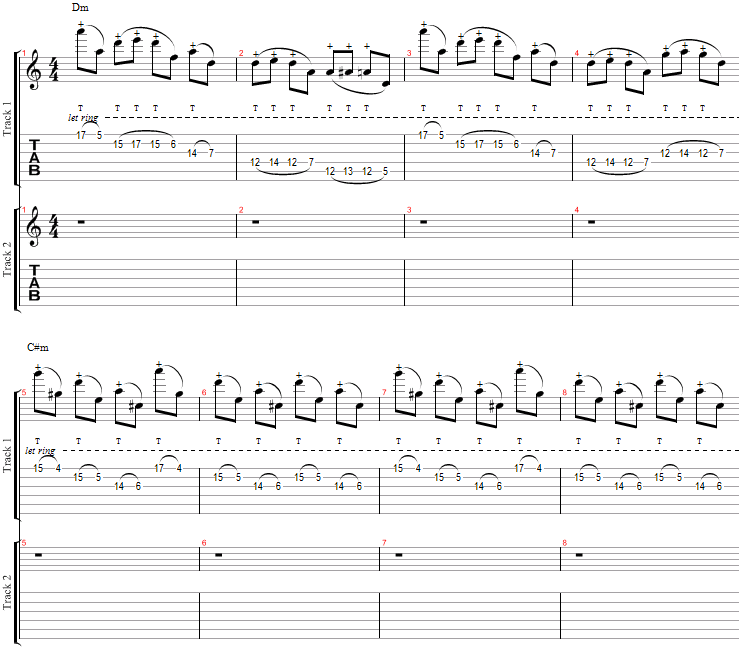 Dm
1 2 3 4
4
4
Track 1
T T T T T T T T T T T T T T T T T T T T T T
let ring
17 5 17 5
15 17 15 6 15 17 15 6
T 14 7 14 7 12 14 12 7
A 12 14 12 7 12 14 12 7
B 12 13 12 5
1 2 3 4
4
4
Track 2
T
A
B
C#m
5 6 7 8
Track 1
T T T T T T T T T T T T T T T T
let ring
15 4 17 4 15 4 17 4
15 5 15 5 15 5 15 5 15 5 15 5
14 6 14 6 14 6 14 6 14 6 14 6
5 6 7 8
Track 2